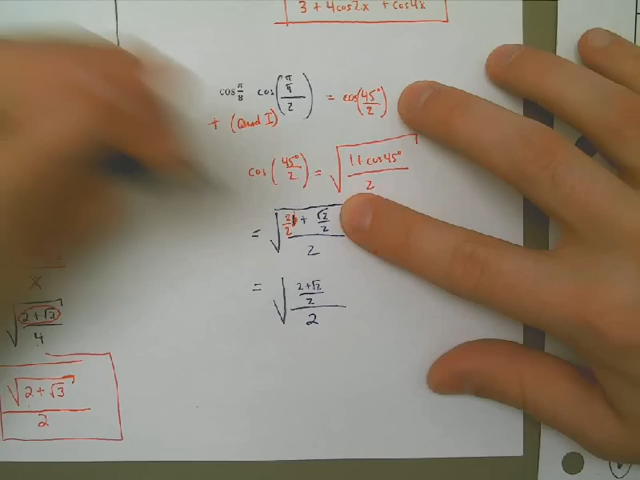 3 + 4cos2x + cos4x
cos π/8 cos((π/4)/2) = cos(45°/2)
+ (Quad I)
cos(45°/2) = √((1+cos45°)/2)
= √((2/2 + √2/2)/2)
= √(((2+√2)/2)/2)
x
√((2+√3)/4)
√(2+√3)/2